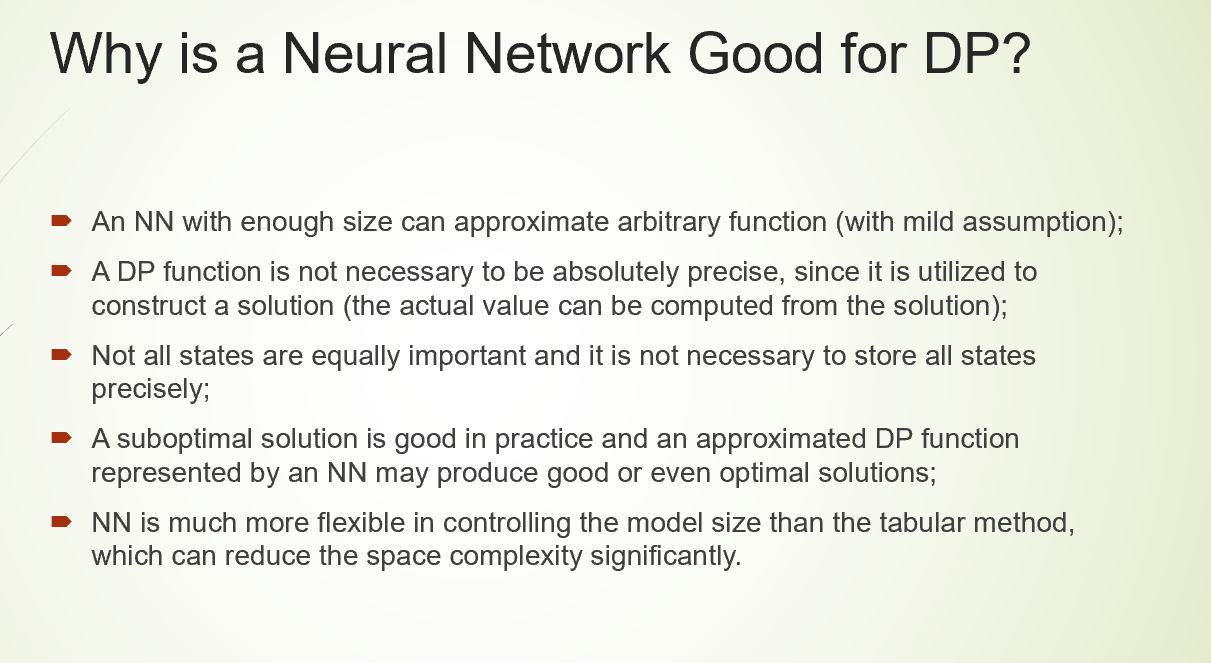 Why is a Neural Network Good for DP?
An NN with enough size can approximate arbitrary function (with mild assumption);
A DP function is not necessary to be absolutely precise, since it is utilized to
construct a solution (the actual value can be computed from the solution);
Not all states are equally important and it is not necessary to store all states
precisely;
A suboptimal solution is good in practice and an approximated DP function
represented by an NN may produce good or even optimal solutions;
NN is much more flexible in controlling the model size than the tabular method,
which can reduce the space complexity significantly.